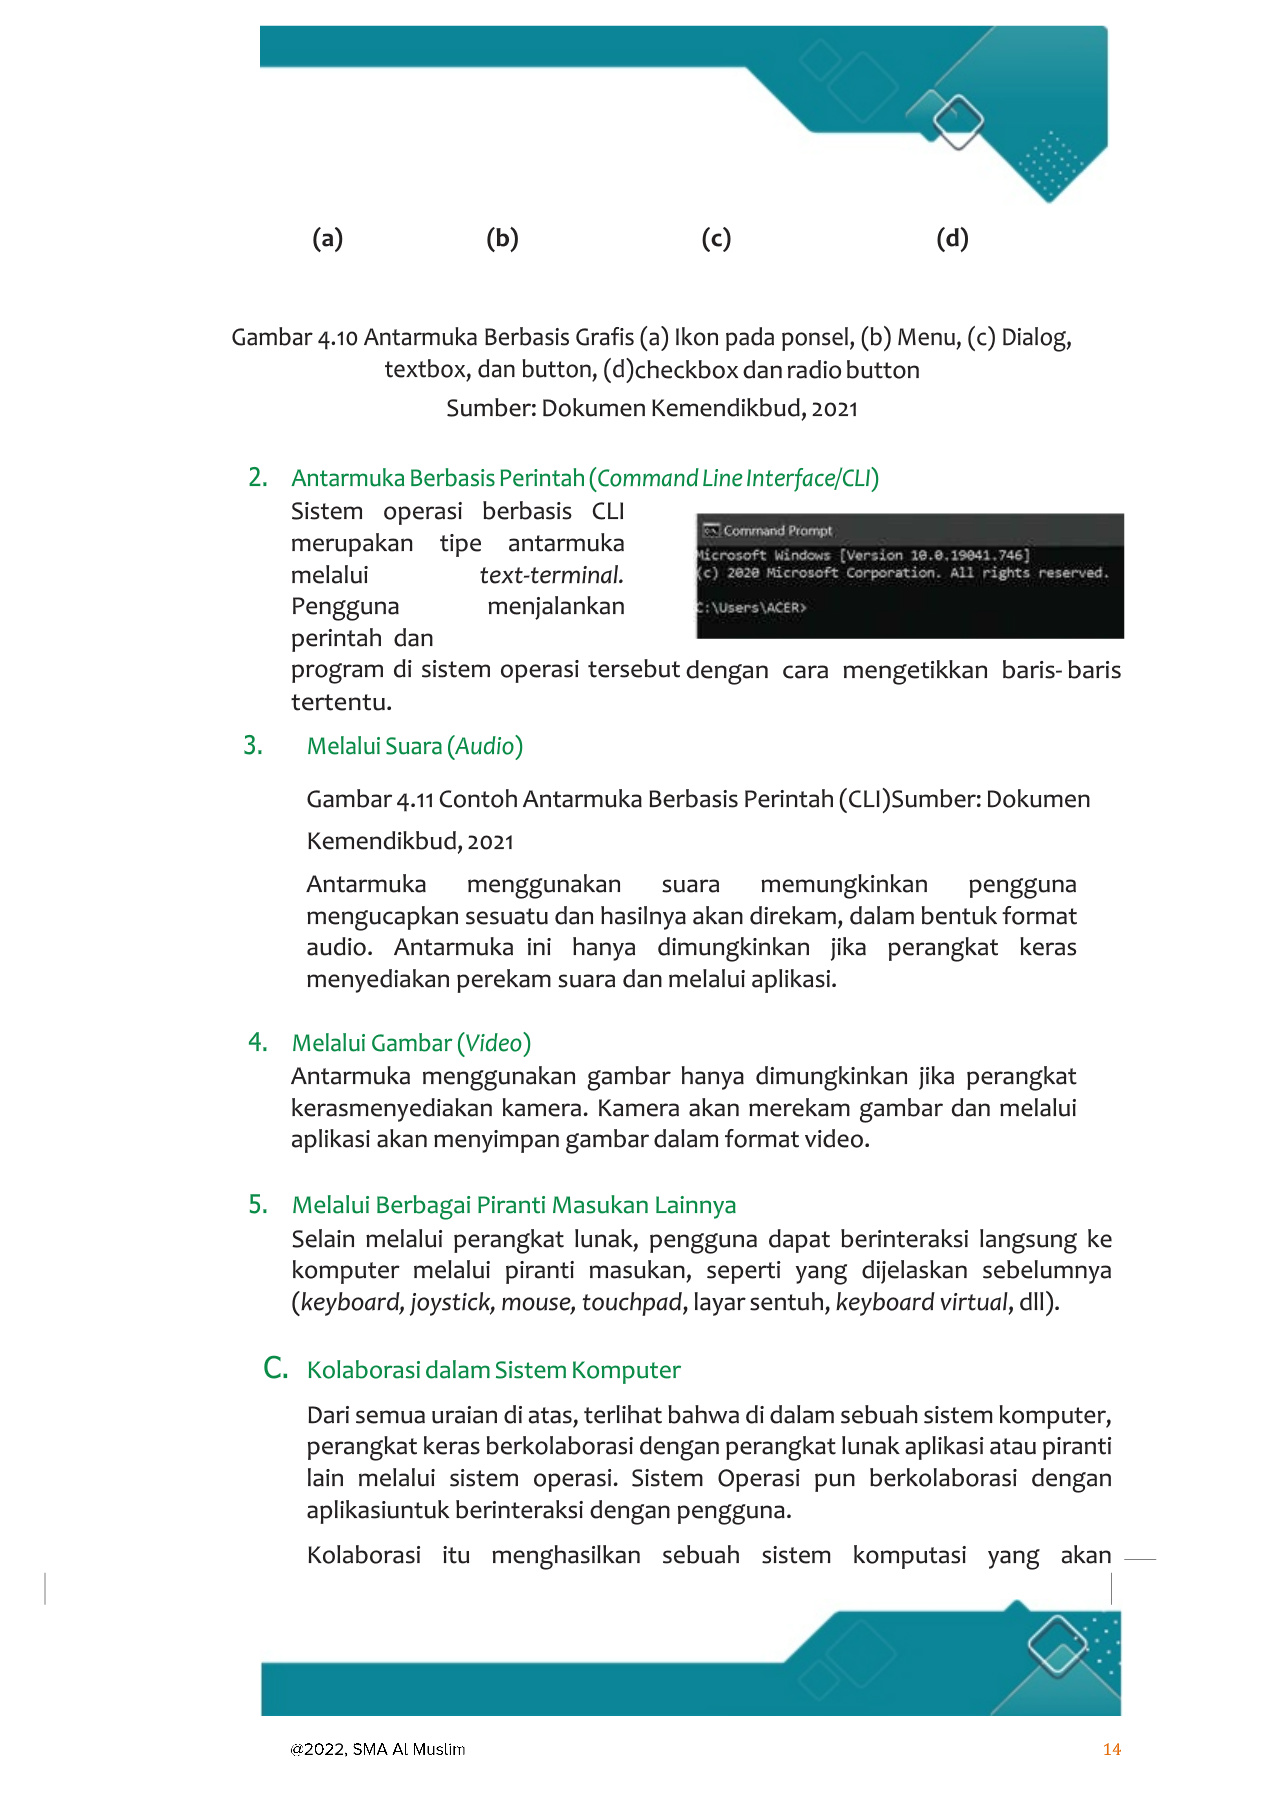 (a) (b) (c) (d)
Gambar 4.10 Antarmuka Berbasis Grafis (a) Ikon pada ponsel, (b) Menu, (c) Dialog,
textbox, dan button, (d)checkbox dan radio button
Sumber: Dokumen Kemendikbud, 2021
2. Antarmuka Berbasis Perintah (Command Line Interface/CLI)
Sistem operasi berbasis CLI
merupakan tipe antarmuka
melalui text-terminal.
Pengguna menjalankan
perintah dan
Command Prompt
Microsoft Windows [Version 10.0.19041.746]
(c) 2020 Microsoft Corporation. All rights reserved.
C:\Users\ACER>
program di sistem operasi tersebut dengan cara mengetikkan baris- baris
tertentu.
3. Melalui Suara (Audio)
Gambar 4.11 Contoh Antarmuka Berbasis Perintah (CLI)Sumber: Dokumen
Kemendikbud, 2021
Antarmuka menggunakan suara memungkinkan pengguna
mengucapkan sesuatu dan hasilnya akan direkam, dalam bentuk format
audio. Antarmuka ini hanya dimungkinkan jika perangkat keras
menyediakan perekam suara dan melalui aplikasi.
4. Melalui Gambar (Video)
Antarmuka menggunakan gambar hanya dimungkinkan jika perangkat
kerasmenyediakan kamera. Kamera akan merekam gambar dan melalui
aplikasi akan menyimpan gambar dalam format video.
5. Melalui Berbagai Piranti Masukan Lainnya
Selain melalui perangkat lunak, pengguna dapat berinteraksi langsung ke
komputer melalui piranti masukan, seperti yang dijelaskan sebelumnya
(keyboard, joystick, mouse, touchpad, layar sentuh, keyboard virtual, dll).
C. Kolaborasi dalam Sistem Komputer
Dari semua uraian di atas, terlihat bahwa di dalam sebuah sistem komputer,
perangkat keras berkolaborasi dengan perangkat lunak aplikasi atau piranti
lain melalui sistem operasi. Sistem Operasi pun berkolaborasi dengan
aplikasiuntuk berinteraksi dengan pengguna.
Kolaborasi itu menghasilkan sebuah sistem komputasi yang akan
@2022, SMA Al Muslim 14